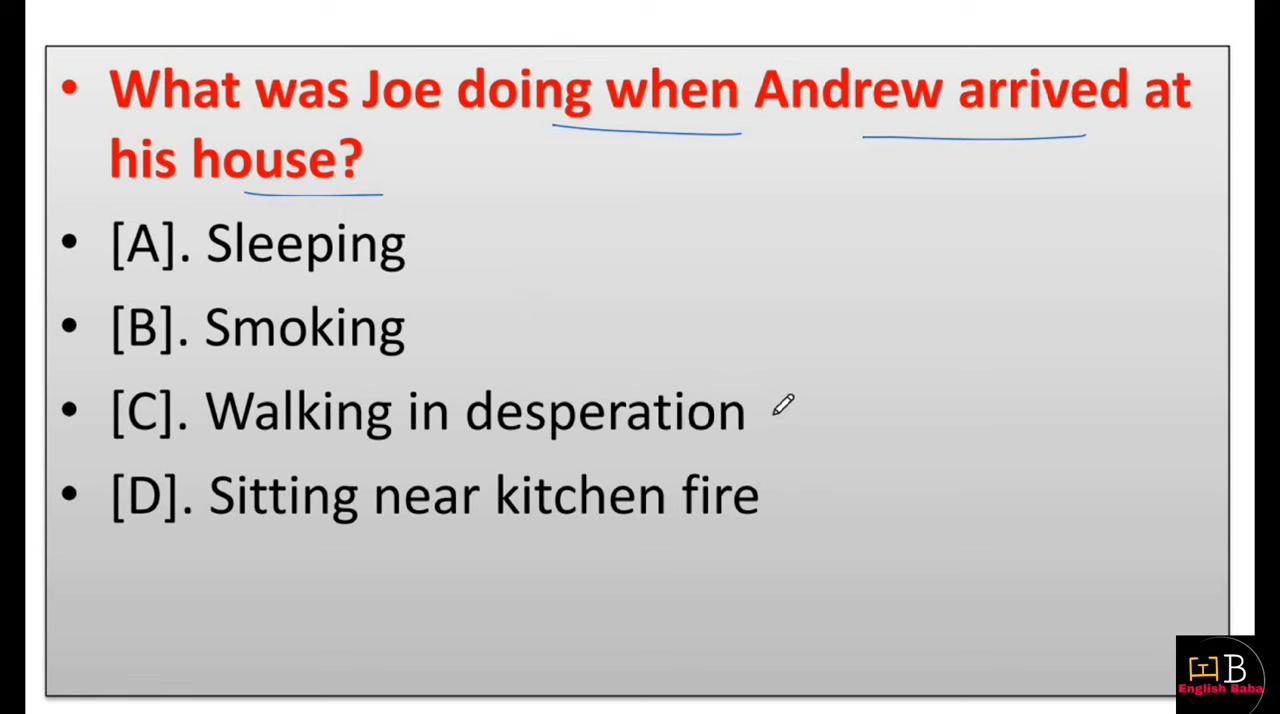 • What was Joe doing when Andrew arrived at
his house?
• [A]. Sleeping
• [B]. Smoking
• [C]. Walking in desperation
• [D]. Sitting near kitchen fire
B
English Baba